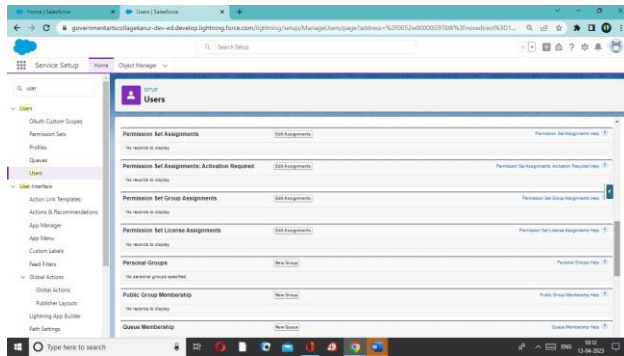 Home | Salesforce
Users | Salesforce
governmentartscollagekarur-dev-ed.develop.lightning.force.com/lightning/setup/ManageUsers/page?address=
Search Setup
Service Setup
Home
Object Manager
user
SETUP
Users
Users
OAuth Custom Scopes
Permission Sets
Profiles
Queues
Users
User Interface
Action Link Templates
Actions & Recommendations
App Manager
App Menu
Custom Labels
Feed Filters
Global Actions
Global Actions
Publisher Layouts
Lightning App Builder
Path Settings
Permission Set Assignments
Edit Assignments
Permission Set Assignments Help
No records to display
Permission Set Assignments: Activation Required
Edit Assignments
Permission Set Assignments: Activation Required Help
No records to display
Permission Set Group Assignments
Edit Assignments
Permission Set Group Assignments Help
No records to display
Permission Set License Assignments
Edit Assignments
Permission Set License Assignments Help
No records to display
Personal Groups
New Group
Personal Groups Help
No personal groups specified
Public Group Membership
New Group
Public Group Membership Help
No records to display
Queue Membership
New Queue
Queue Membership Help
Type here to search
ENG
18:12
13-04-2023